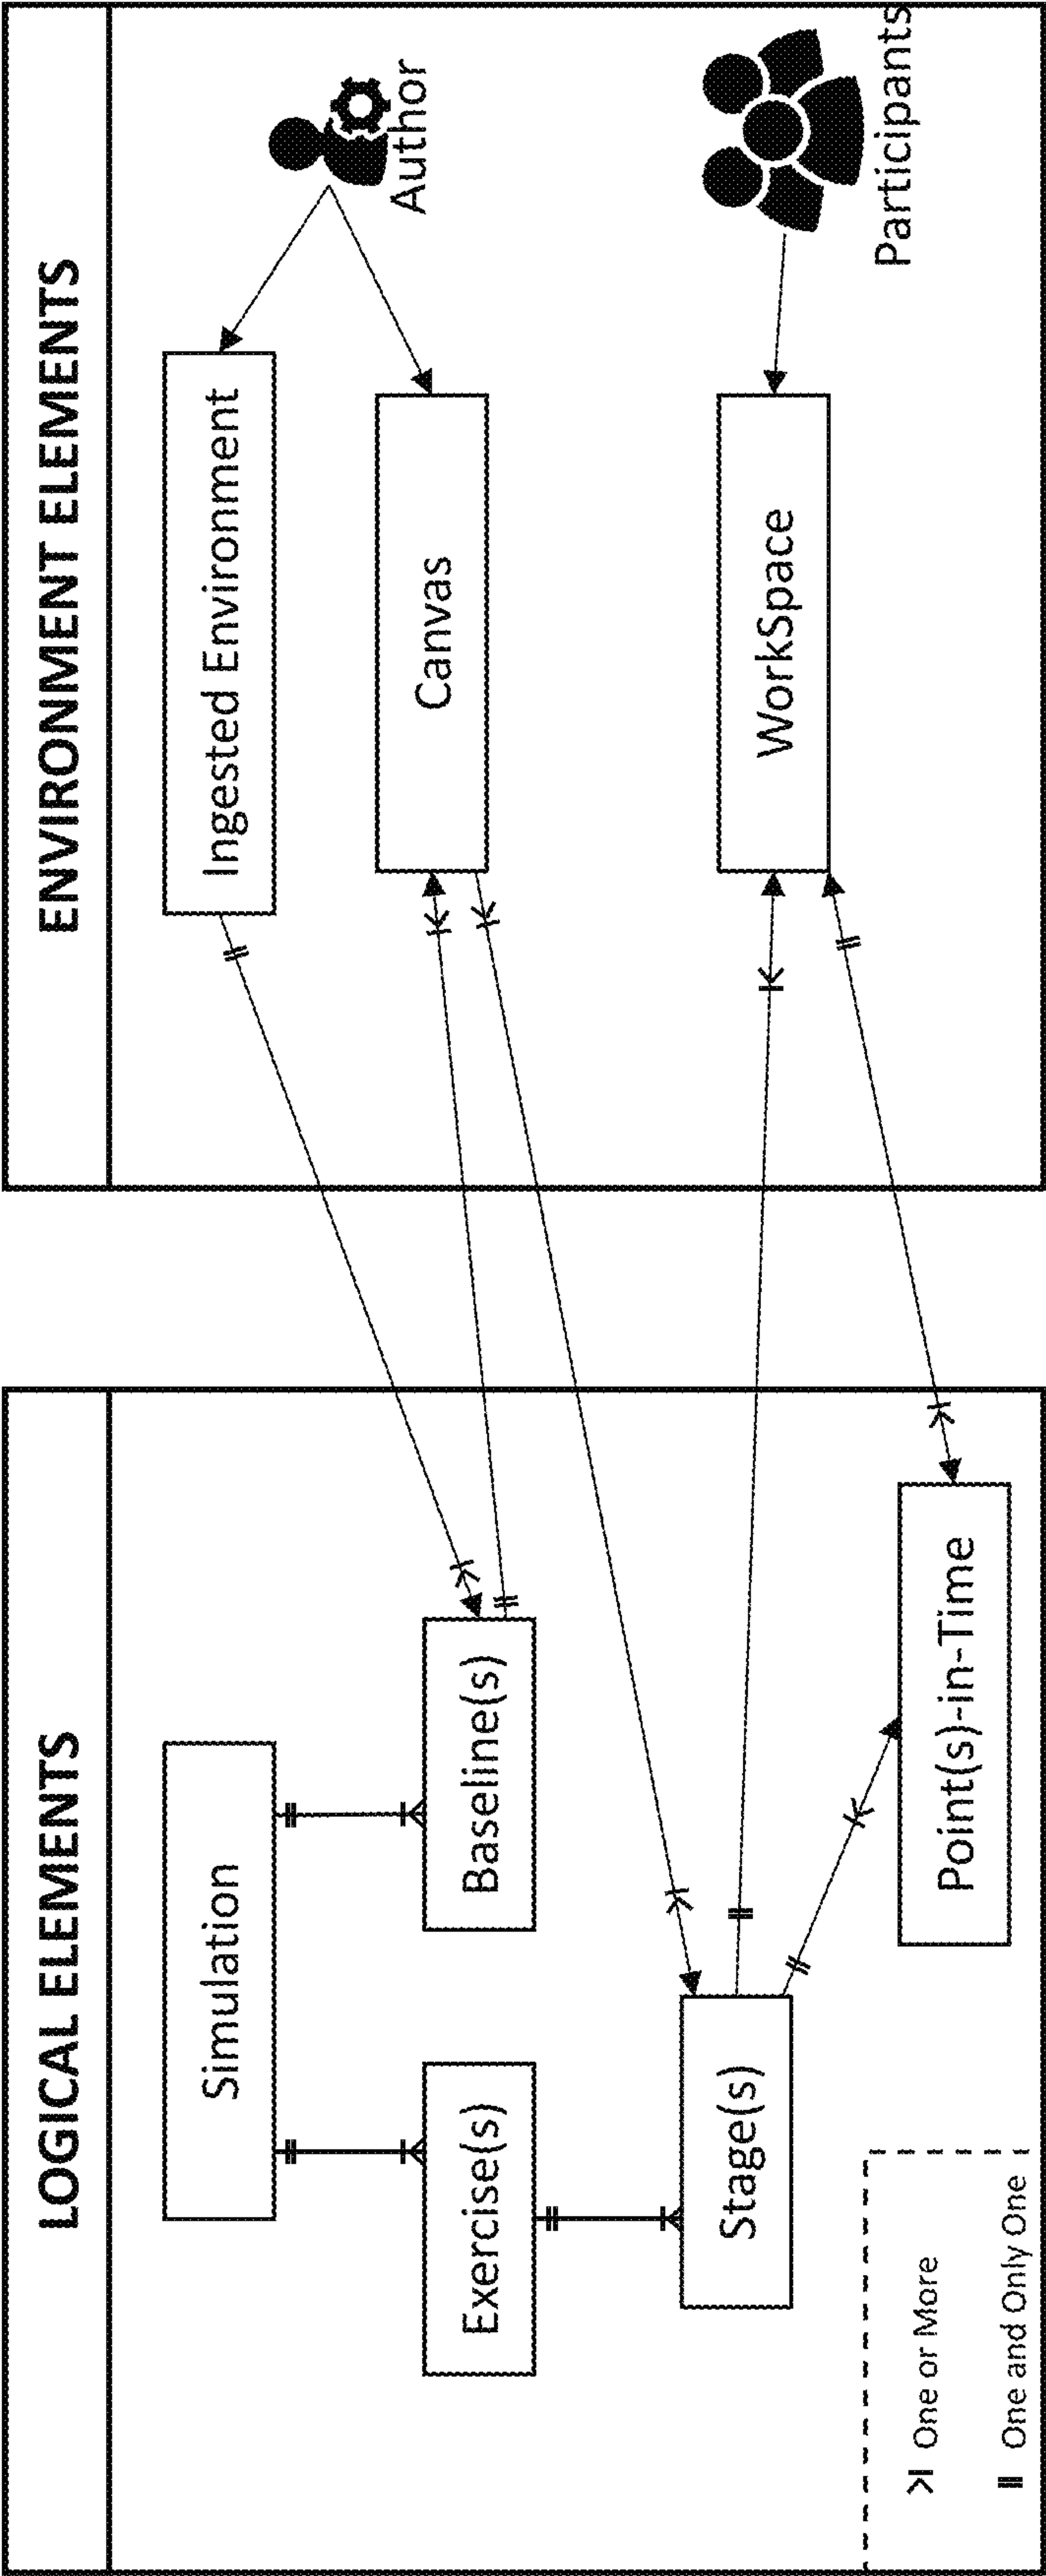 LOGICAL ELEMENTS
Simulation
Exercise(s)
Baseline(s)
Stage(s)
Point(s)-in-Time
One or More
One and Only One
ENVIRONMENT ELEMENTS
Ingested Environment
Canvas
WorkSpace
Author
Participants